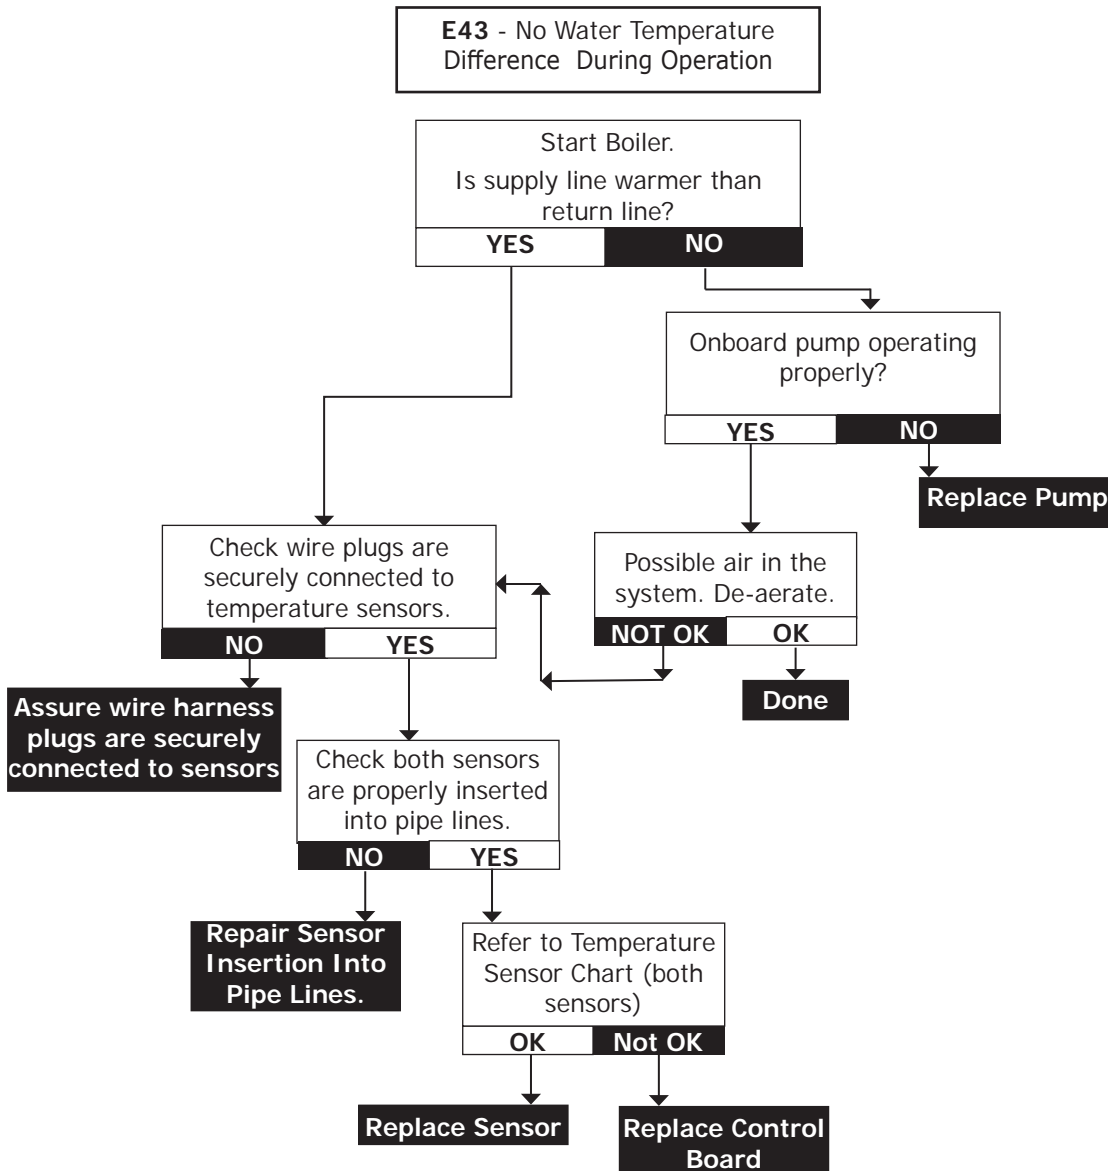 E43 - No Water Temperature
Difference During Operation
Start Boiler.
Is supply line warmer than
return line?
YES
NO
Onboard pump operating
properly?
YES
NO
Replace Pump
Check wire plugs are
securely connected to
temperature sensors.
NO
YES
Possible air in the
system. De-aerate.
NOT OK
OK
Done
Assure wire harness
plugs are securely
connected to sensors
Check both sensors
are properly inserted
into pipe lines.
NO
YES
Repair Sensor
Insertion Into
Pipe Lines.
Refer to Temperature
Sensor Chart (both
sensors)
OK
Not OK
Replace Sensor
Replace Control
Board